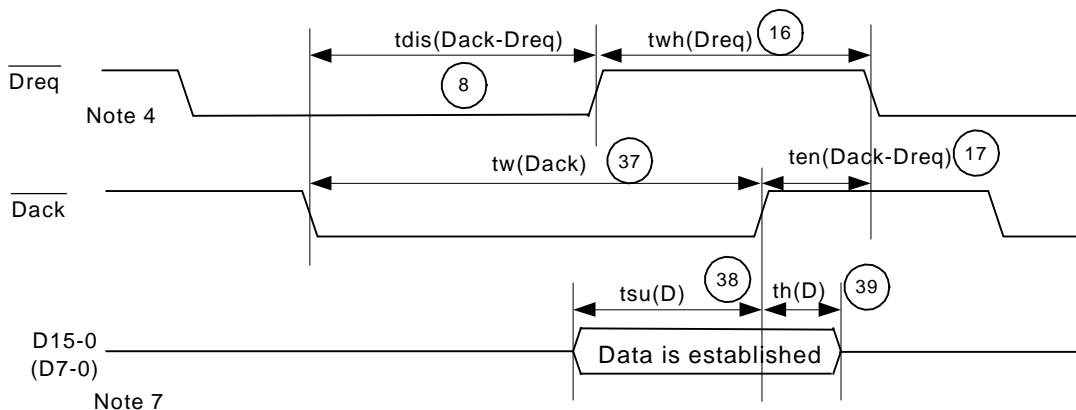 tdis(Dack-Dreq) twh(Dreq) 16
Dreq 8
Note 4
tw(Dack) 37 ten(Dack-Dreq) 17
Dack
tsu(D) 38 th(D) 39
D15-0
(D7-0) Data is established
Note 7